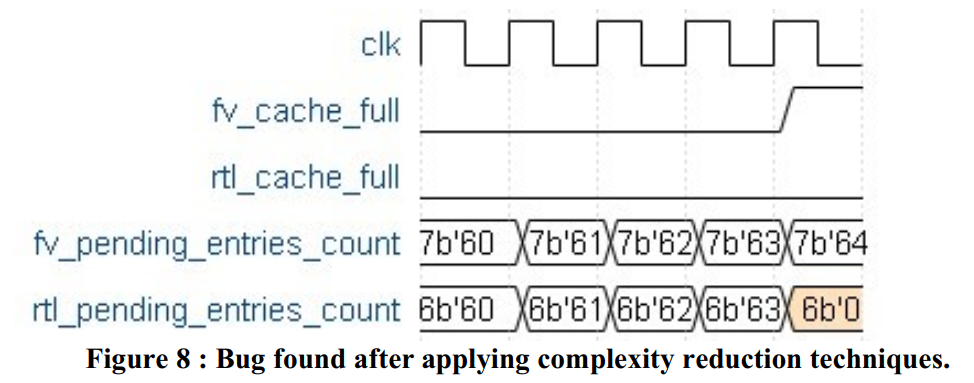 clk
fv_cache_full
rtl_cache_full
fv_pending_entries_count 7b'60 7b'61 7b'62 7b'63 7b'64
rtl_pending_entries_count 6b'60 6b'61 6b'62 6b'63 6b'0
Figure 8 : Bug found after applying complexity reduction techniques.